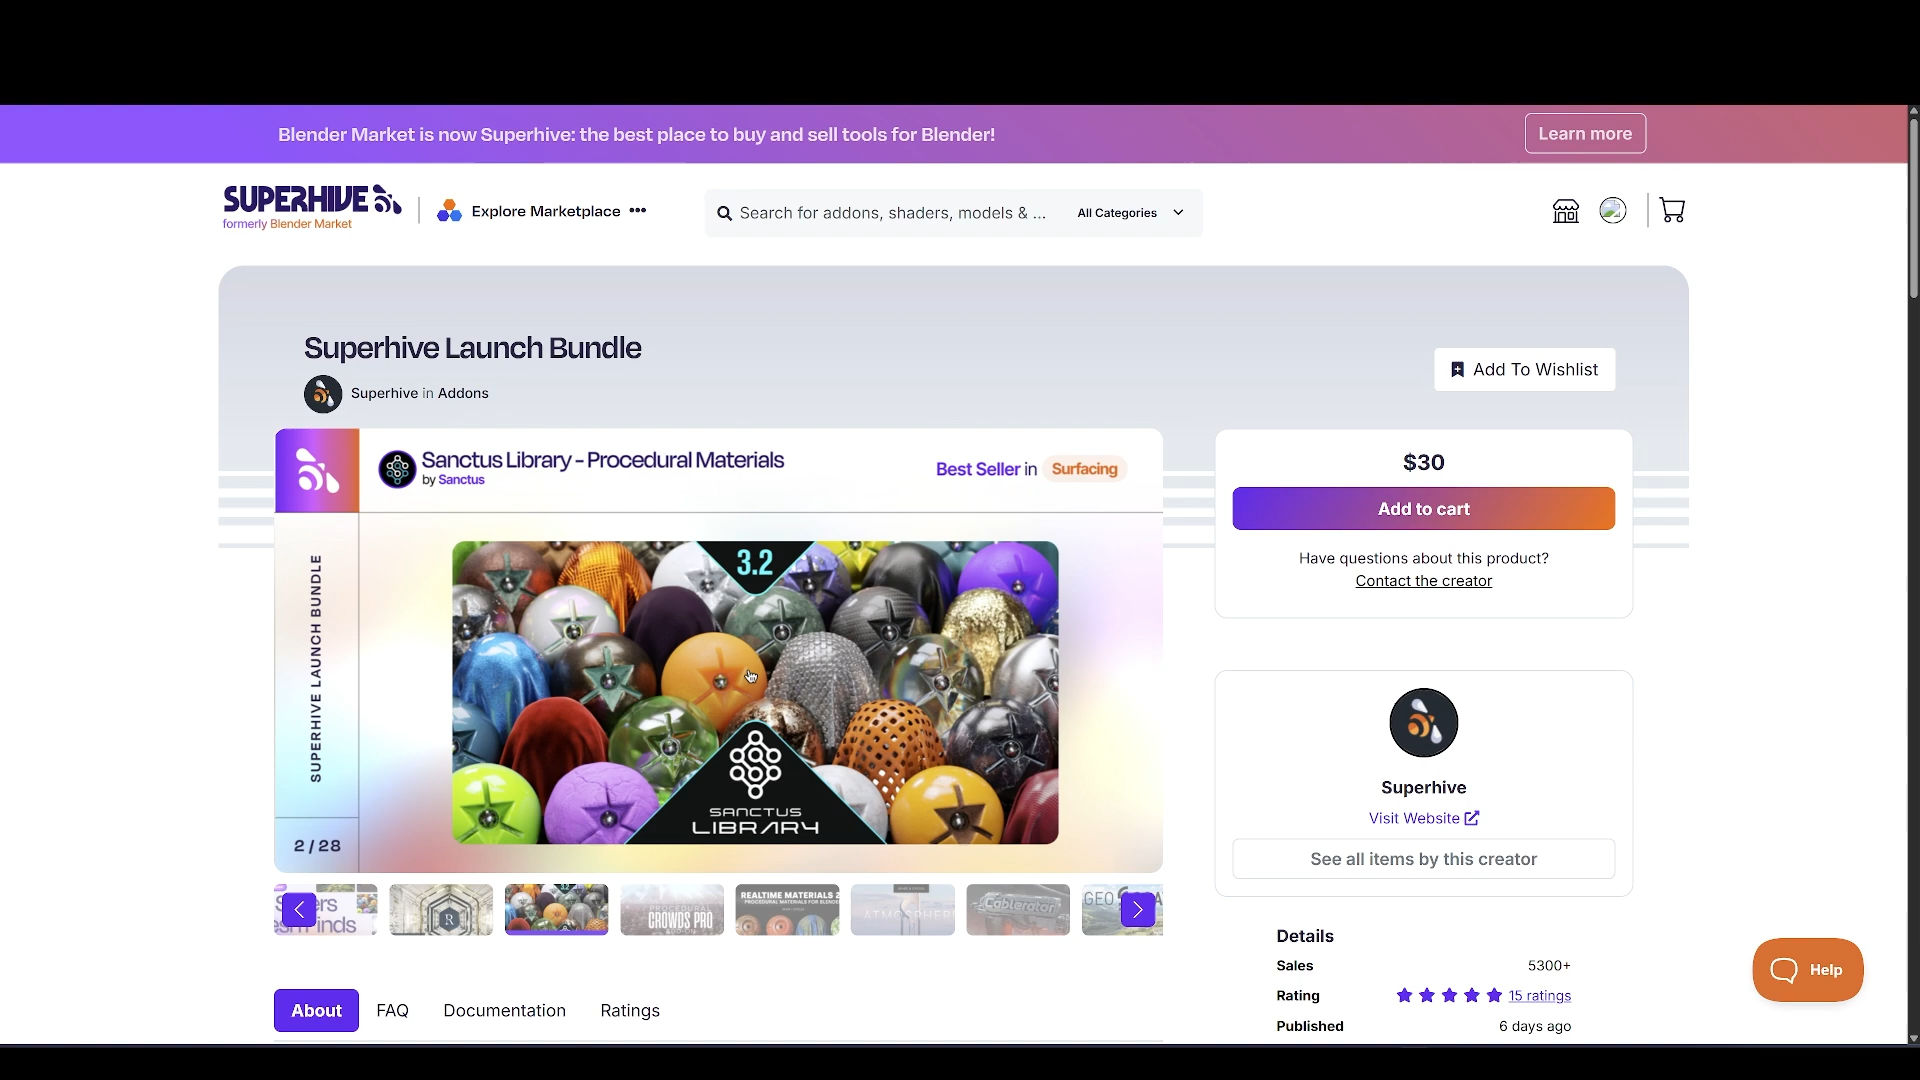 Blender Market is now Superhive: the best place to buy and sell tools for Blender!
Learn more
SUPERHIVE
formerly Blender Market
Explore Marketplace •••
Search for addons, shaders, models & ...
All Categories
Superhive Launch Bundle
Superhive in Addons
Add To Wishlist
Sanctus Library - Procedural Materials
by Sanctus
Best Seller in Surfacing
SUPERHIVE LAUNCH BUNDLE
3.2
SANCTUS
LIBRARY
2 / 28
$30
Add to cart
Have questions about this product?
Contact the creator
Superhive
Visit Website
See all items by this creator
R
PROCEDURAL
CROWDS PRO
REALTIME MATERIALS 2
PROCEDURAL MATERIALS FOR BLENDER
Cablerator
GEO
About
FAQ
Documentation
Ratings
Details
Sales
5300+
Rating
15 ratings
Published
6 days ago
Help